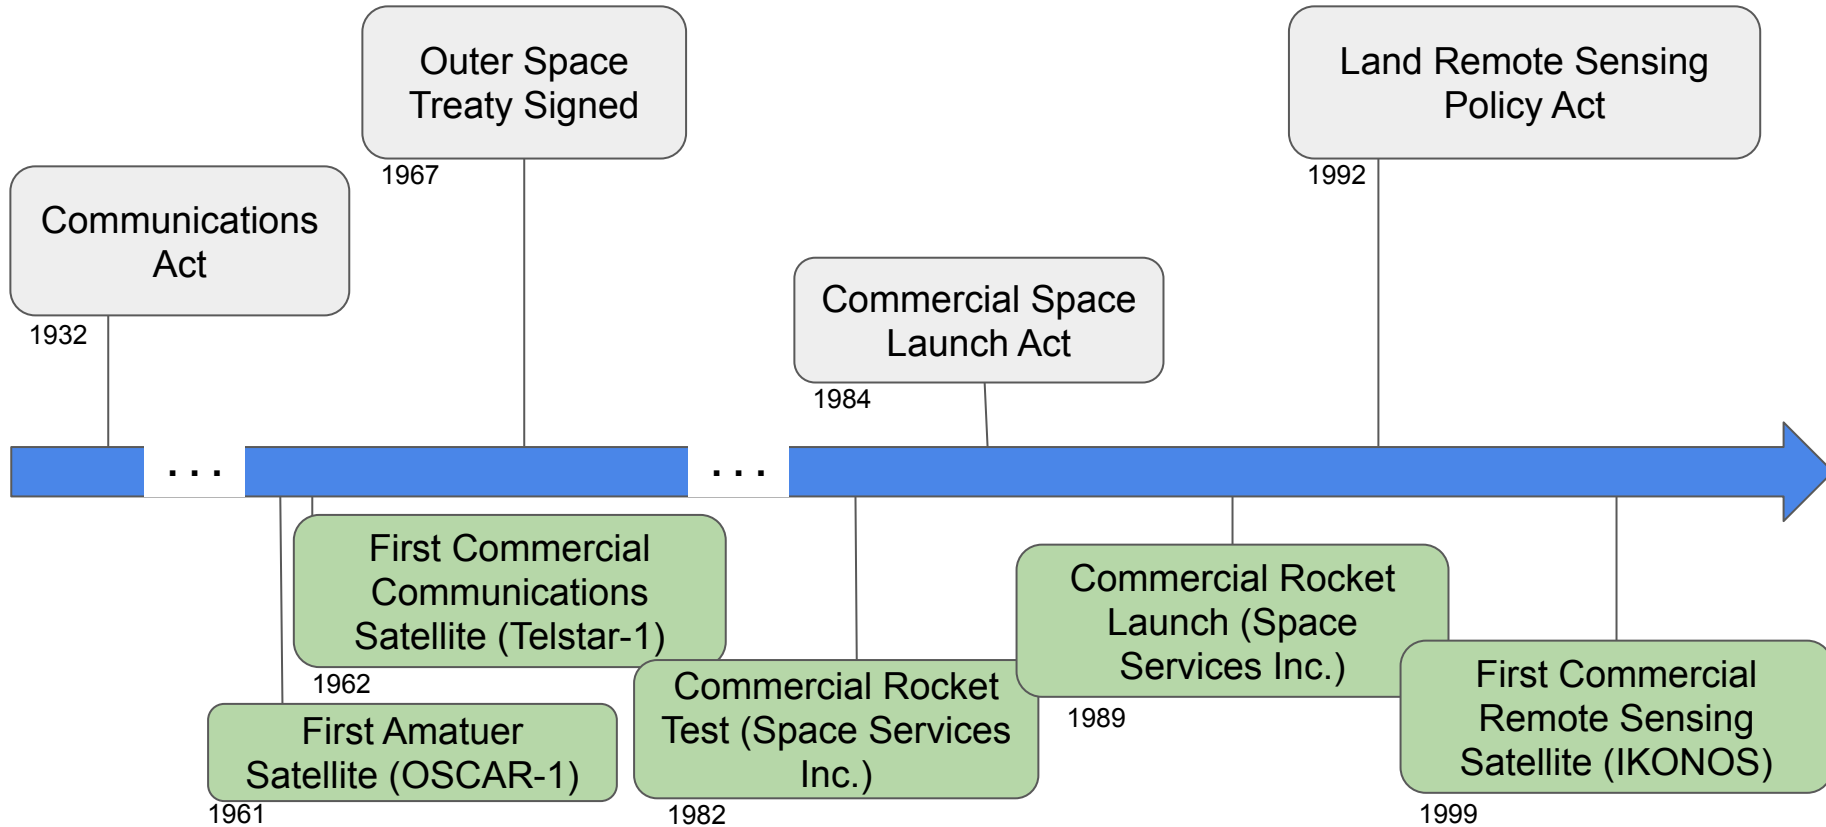 Outer Space
Treaty Signed
1967
Land Remote Sensing
Policy Act
1992
Communications
Act
1932
Commercial Space
Launch Act
1984
. . .
. . .
First Commercial
Communications
Satellite (Telstar-1)
1962
First Amatuer
Satellite (OSCAR-1)
1961
Commercial Rocket
Test (Space Services
Inc.)
1982
Commercial Rocket
Launch (Space
Services Inc.)
1989
First Commercial
Remote Sensing
Satellite (IKONOS)
1999